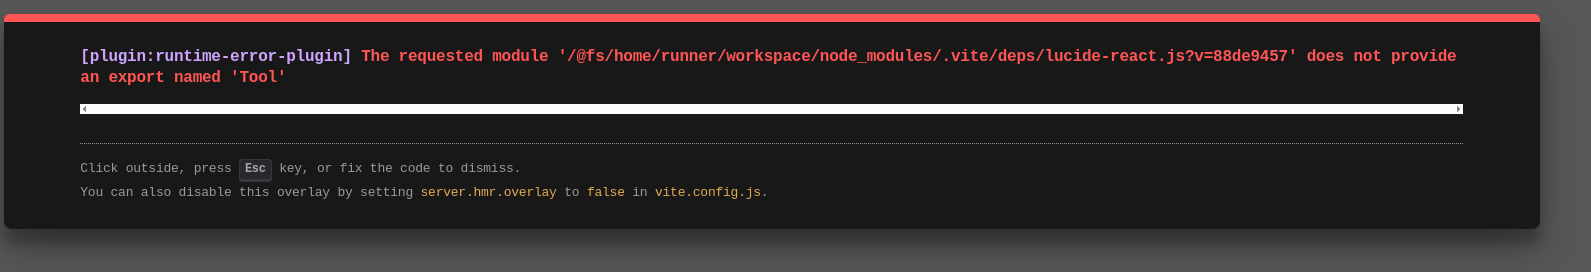 [plugin:runtime-error-plugin] The requested module '/@fs/home/runner/workspace/node_modules/.vite/deps/lucide-react.js?v=88de9457' does not provide
an export named 'Tool'
Click outside, press Esc key, or fix the code to dismiss.
You can also disable this overlay by setting server.hmr.overlay to false in vite.config.js.